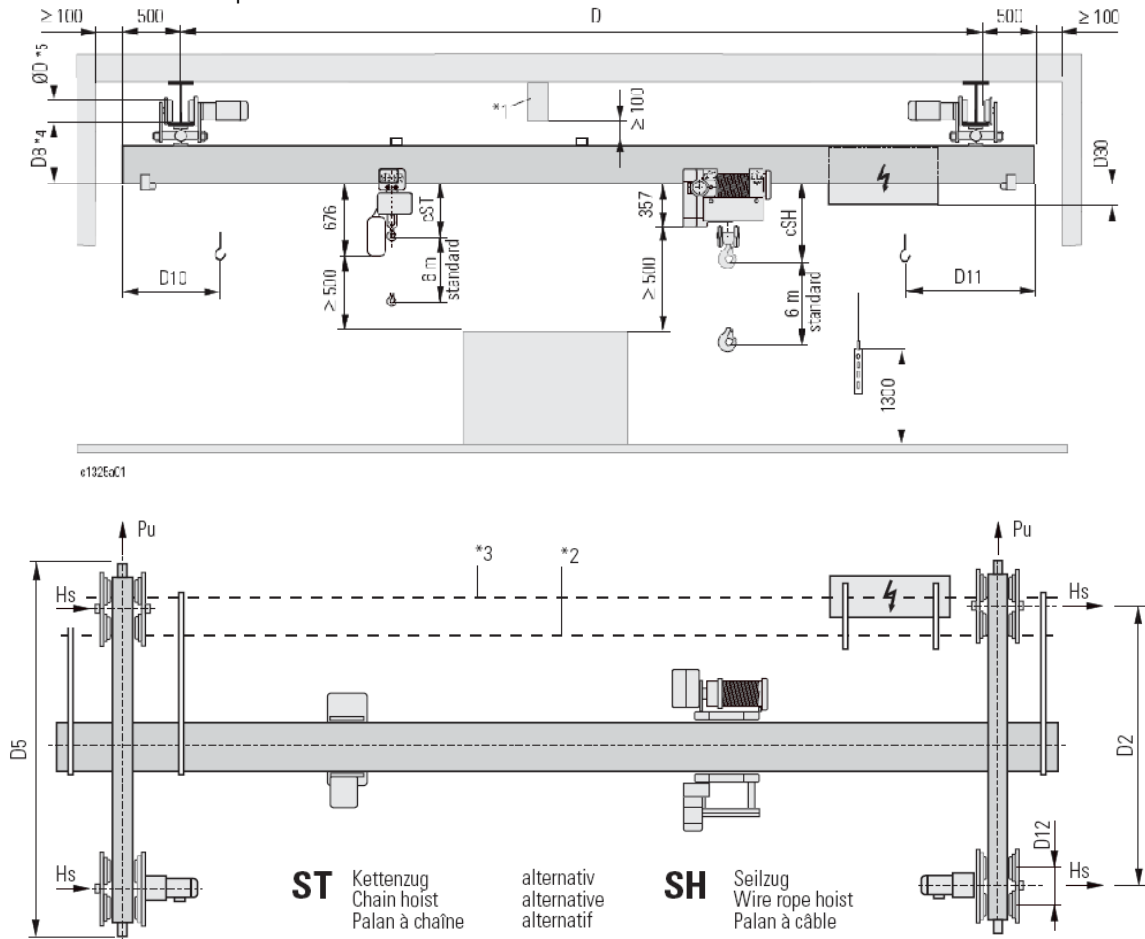 ≥ 100
500
D
500
≥ 100
ØD *5
*1
≥ 100
D3 *4
D30
676
cST
357
cSH
D10
≥ 500
8 m
standard
≥ 500
6 m
standard
D11
1300
e1325a01
Pu
Pu
*3
*2
Hs
Hs
D5
D2
D12
Hs
Hs
ST
Kettenzug
Chain hoist
Palan à chaîne
alternativ
alternative
alternatif
SH
Seilzug
Wire rope hoist
Palan à câble